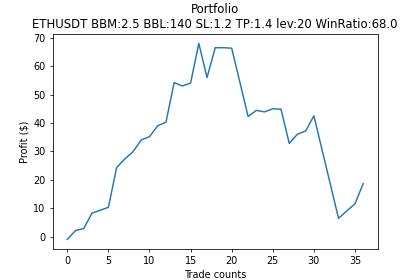 Portfolio
ETHUSDT BBM:2.5 BBL:140 SL:1.2 TP:1.4 lev:20 WinRatio:68.0
70
60
50
40
30
20
10
0
Profit ($)
0 5 10 15 20 25 30 35
Trade counts